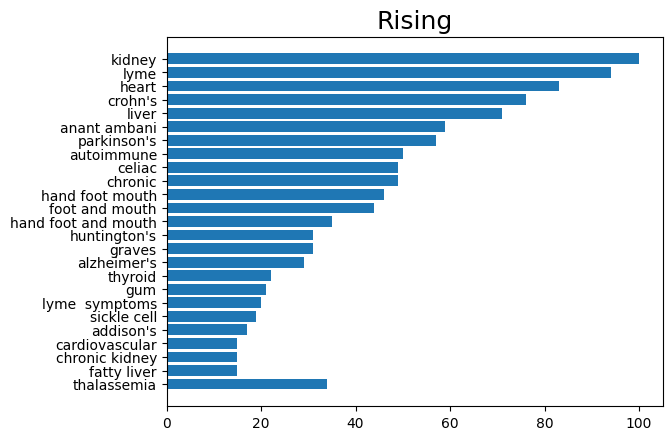 Rising
kidney
lyme
heart
crohn's
liver
anant ambani
parkinson's
autoimmune
celiac
chronic
hand foot mouth
foot and mouth
hand foot and mouth
huntington's
graves
alzheimer's
thyroid
gum
lyme  symptoms
sickle cell
addison's
cardiovascular
chronic kidney
fatty liver
thalassemia
0 20 40 60 80 100